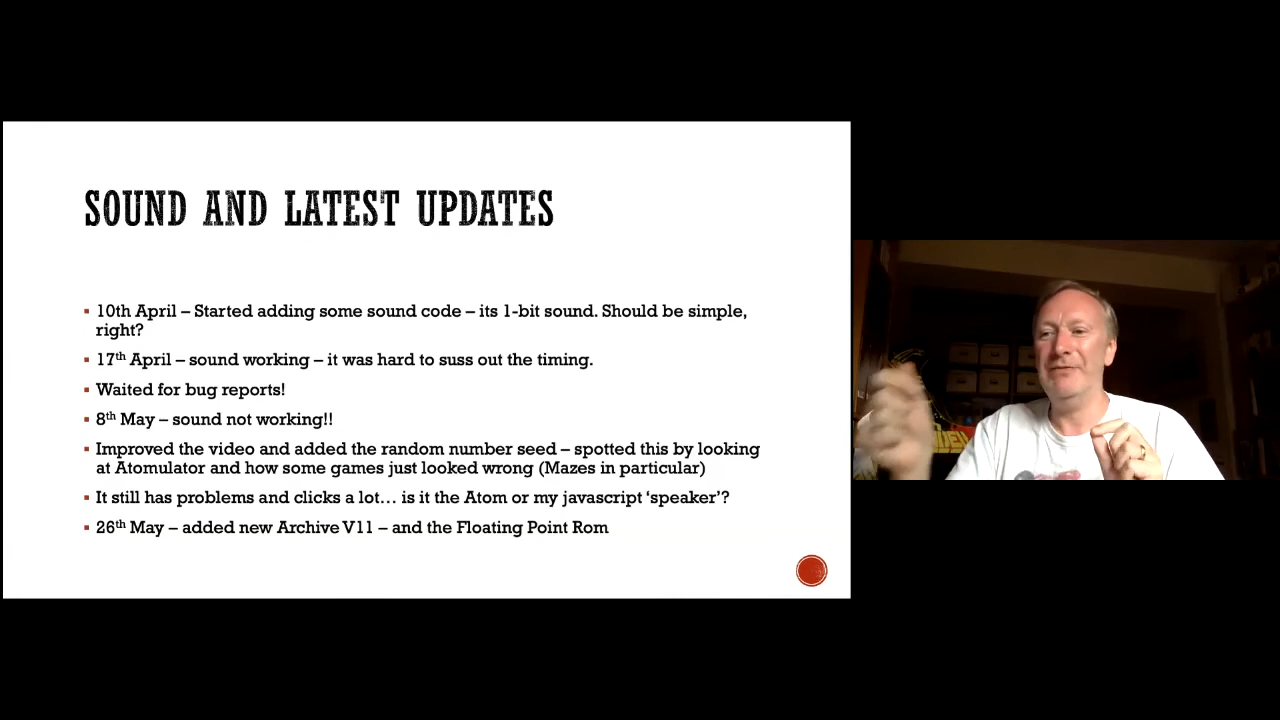 SOUND AND LATEST UPDATES
▪ 10th April – Started adding some sound code – its 1-bit sound. Should be simple,
right?
▪ 17th April – sound working – it was hard to suss out the timing.
▪ Waited for bug reports!
▪ 8th May – sound not working!!
▪ Improved the video and added the random number seed – spotted this by looking
at Atomulator and how some games just looked wrong (Mazes in particular)
▪ It still has problems and clicks a lot… is it the Atom or my javascript ‘speaker’?
▪ 26th May – added new Archive V11 – and the Floating Point Rom